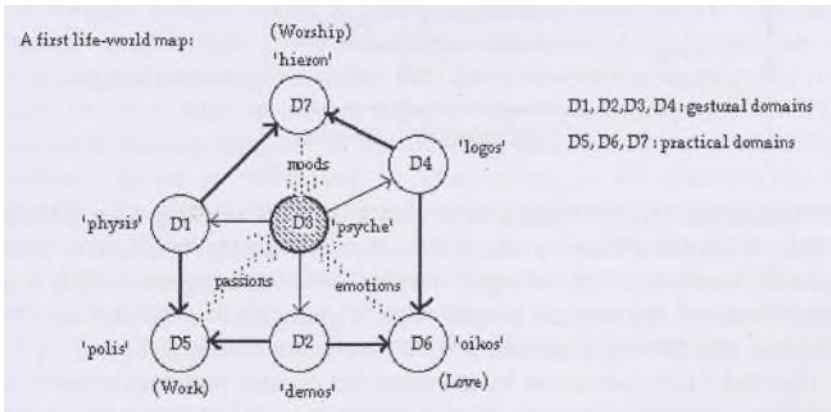 A first life-world map:
(Worship)
'hieron'
D7
D1, D2,D3, D4 : gestural domains
D5, D6, D7 : practical domains
moods
D4
'logos'
'physis'
D1
D3
'psyche'
passions
emotions
'polis'
D5
D2
D6
'oikos'
(Work)
'demos'
(Love)